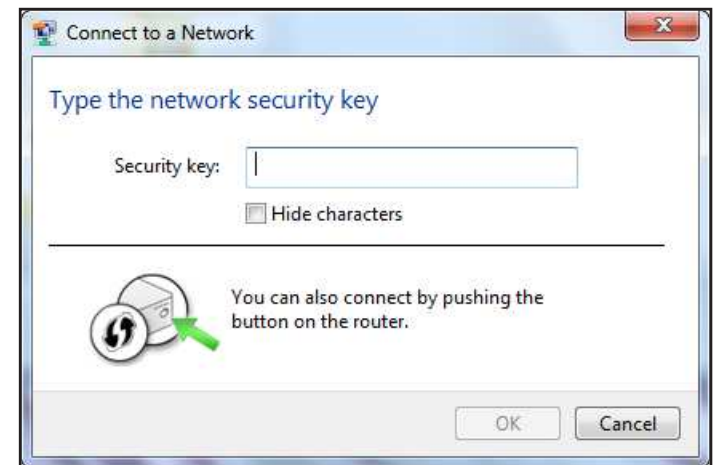 Connect to a Network
Type the network security key
Security key:
Hide characters
You can also connect by pushing the
button on the router.
OK
Cancel